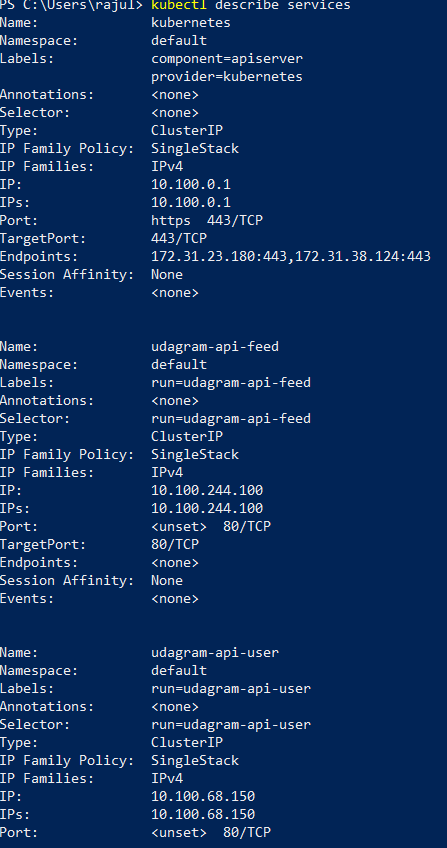 PS C:\Users\rajul> kubectl describe services
Name:              kubernetes
Namespace:         default
Labels:            component=apiserver
                   provider=kubernetes
Annotations:       <none>
Selector:          <none>
Type:              ClusterIP
IP Family Policy:  SingleStack
IP Families:       IPv4
IP:                10.100.0.1
IPs:               10.100.0.1
Port:              https  443/TCP
TargetPort:        443/TCP
Endpoints:         172.31.23.180:443,172.31.38.124:443
Session Affinity:  None
Events:            <none>

Name:              udagram-api-feed
Namespace:         default
Labels:            run=udagram-api-feed
Annotations:       <none>
Selector:          run=udagram-api-feed
Type:              ClusterIP
IP Family Policy:  SingleStack
IP Families:       IPv4
IP:                10.100.244.100
IPs:               10.100.244.100
Port:              <unset>  80/TCP
TargetPort:        80/TCP
Endpoints:         <none>
Session Affinity:  None
Events:            <none>

Name:              udagram-api-user
Namespace:         default
Labels:            run=udagram-api-user
Annotations:       <none>
Selector:          run=udagram-api-user
Type:              ClusterIP
IP Family Policy:  SingleStack
IP Families:       IPv4
IP:                10.100.68.150
IPs:               10.100.68.150
Port:              <unset>  80/TCP